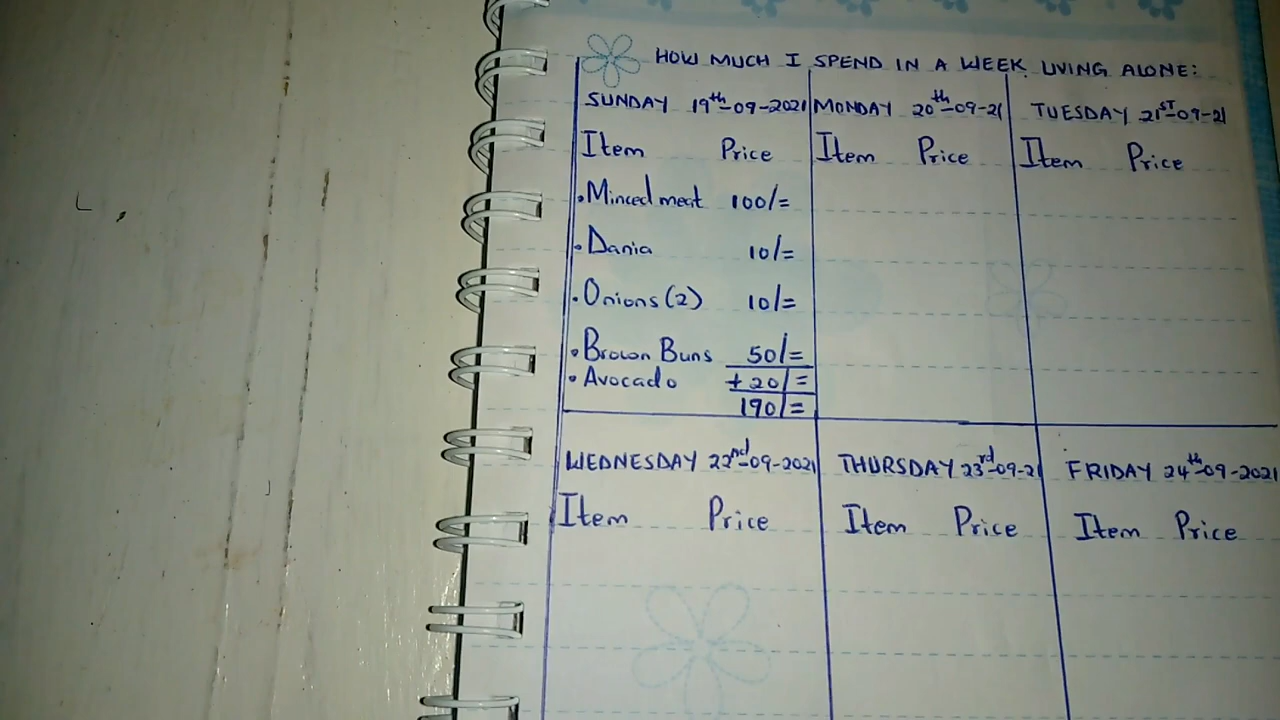 HOW MUCH I SPEND IN A WEEK LIVING ALONE:
SUNDAY 19th-09-2021
Item Price
• Minced meat 100/=
• Dania 10/=
• Onions (2) 10/=
• Brown Buns 50/=
• Avocado +20/=
190/=
MONDAY 20th-09-21
Item Price
TUESDAY 21ST-09-21
Item Price
WEDNESDAY 22nd-09-2021
Item Price
THURSDAY 23rd-09-21
Item Price
FRIDAY 24th-09-2021
Item Price